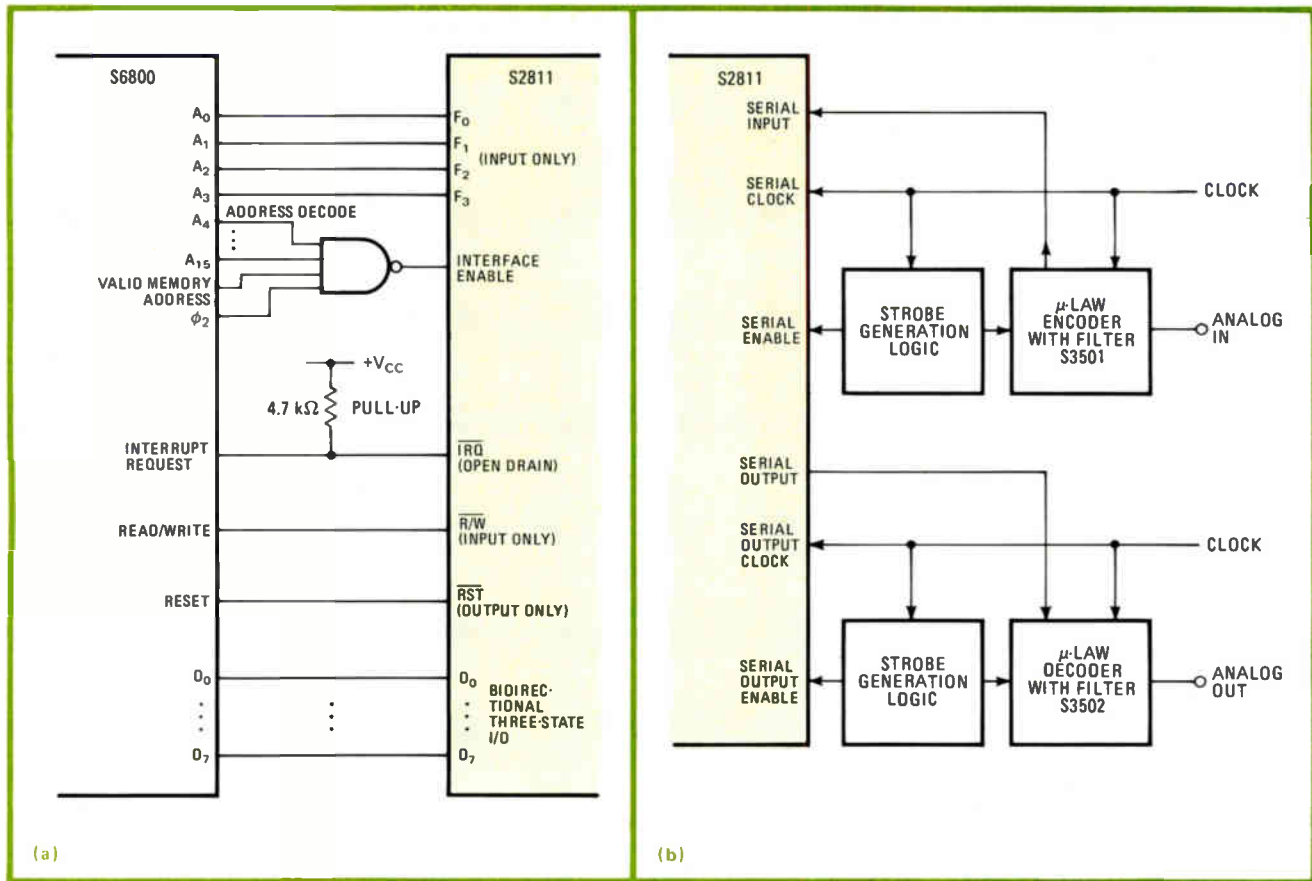 S6800
S2811
A0
F0
A1
F1
(INPUT ONLY)
A2
F2
A3
F3
A4
ADDRESS DECODE
A15
INTERFACE
ENABLE
VALID MEMORY
ADDRESS
φ2
+VCC
4.7 kΩ
PULL-UP
INTERRUPT
REQUEST
IRQ
(OPEN DRAIN)
READ/WRITE
R/W
(INPUT ONLY)
RESET
RST
(OUTPUT ONLY)
D0
D0
BIDIREC-
TIONAL
THREE-STATE
I/O
D7
D7
(a)
S2811
SERIAL
INPUT
SERIAL
CLOCK
CLOCK
SERIAL
ENABLE
STROBE
GENERATION
LOGIC
μ-LAW
ENCODER
WITH FILTER
S3501
ANALOG
IN
SERIAL
OUTPUT
SERIAL
OUTPUT
CLOCK
CLOCK
SERIAL
OUTPUT
ENABLE
STROBE
GENERATION
LOGIC
μ-LAW
DECODER
WITH FILTER
S3502
ANALOG
OUT
(b)